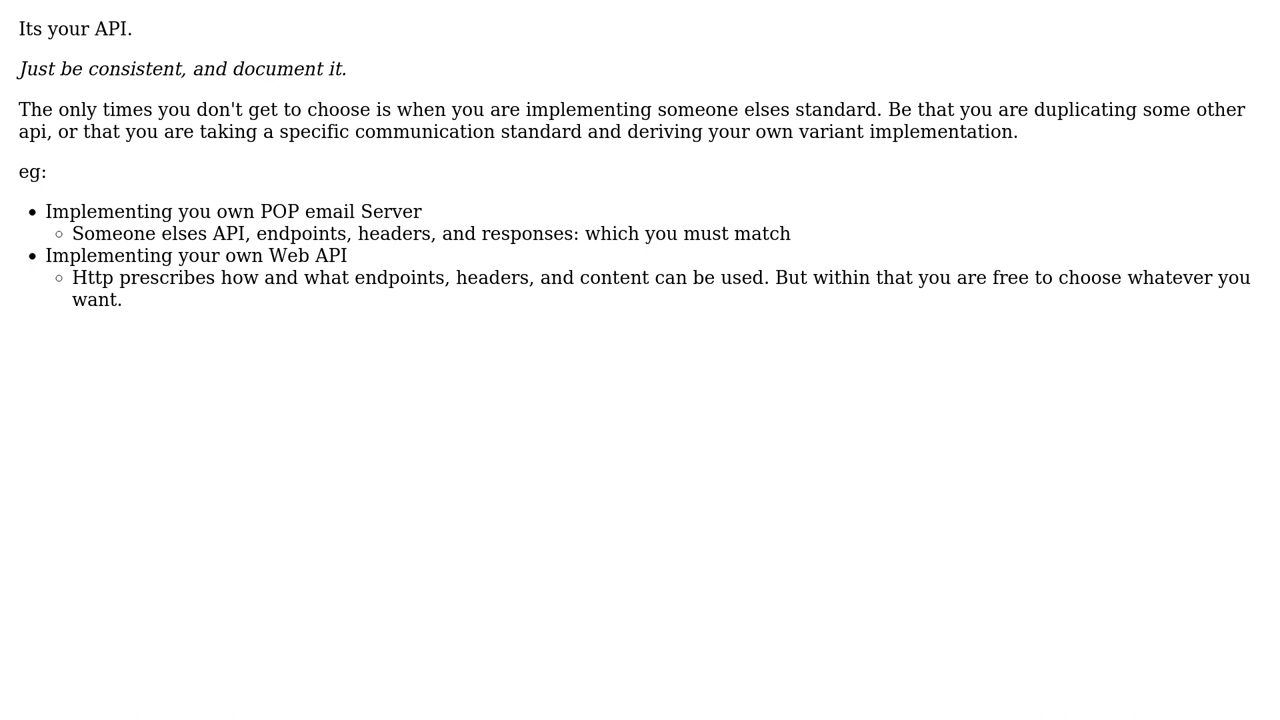 Its your API.
Just be consistent, and document it.
The only times you don't get to choose is when you are implementing someone elses standard. Be that you are duplicating some other
api, or that you are taking a specific communication standard and deriving your own variant implementation.
eg:
• Implementing you own POP email Server
◦ Someone elses API, endpoints, headers, and responses: which you must match
• Implementing your own Web API
◦ Http prescribes how and what endpoints, headers, and content can be used. But within that you are free to choose whatever you
want.